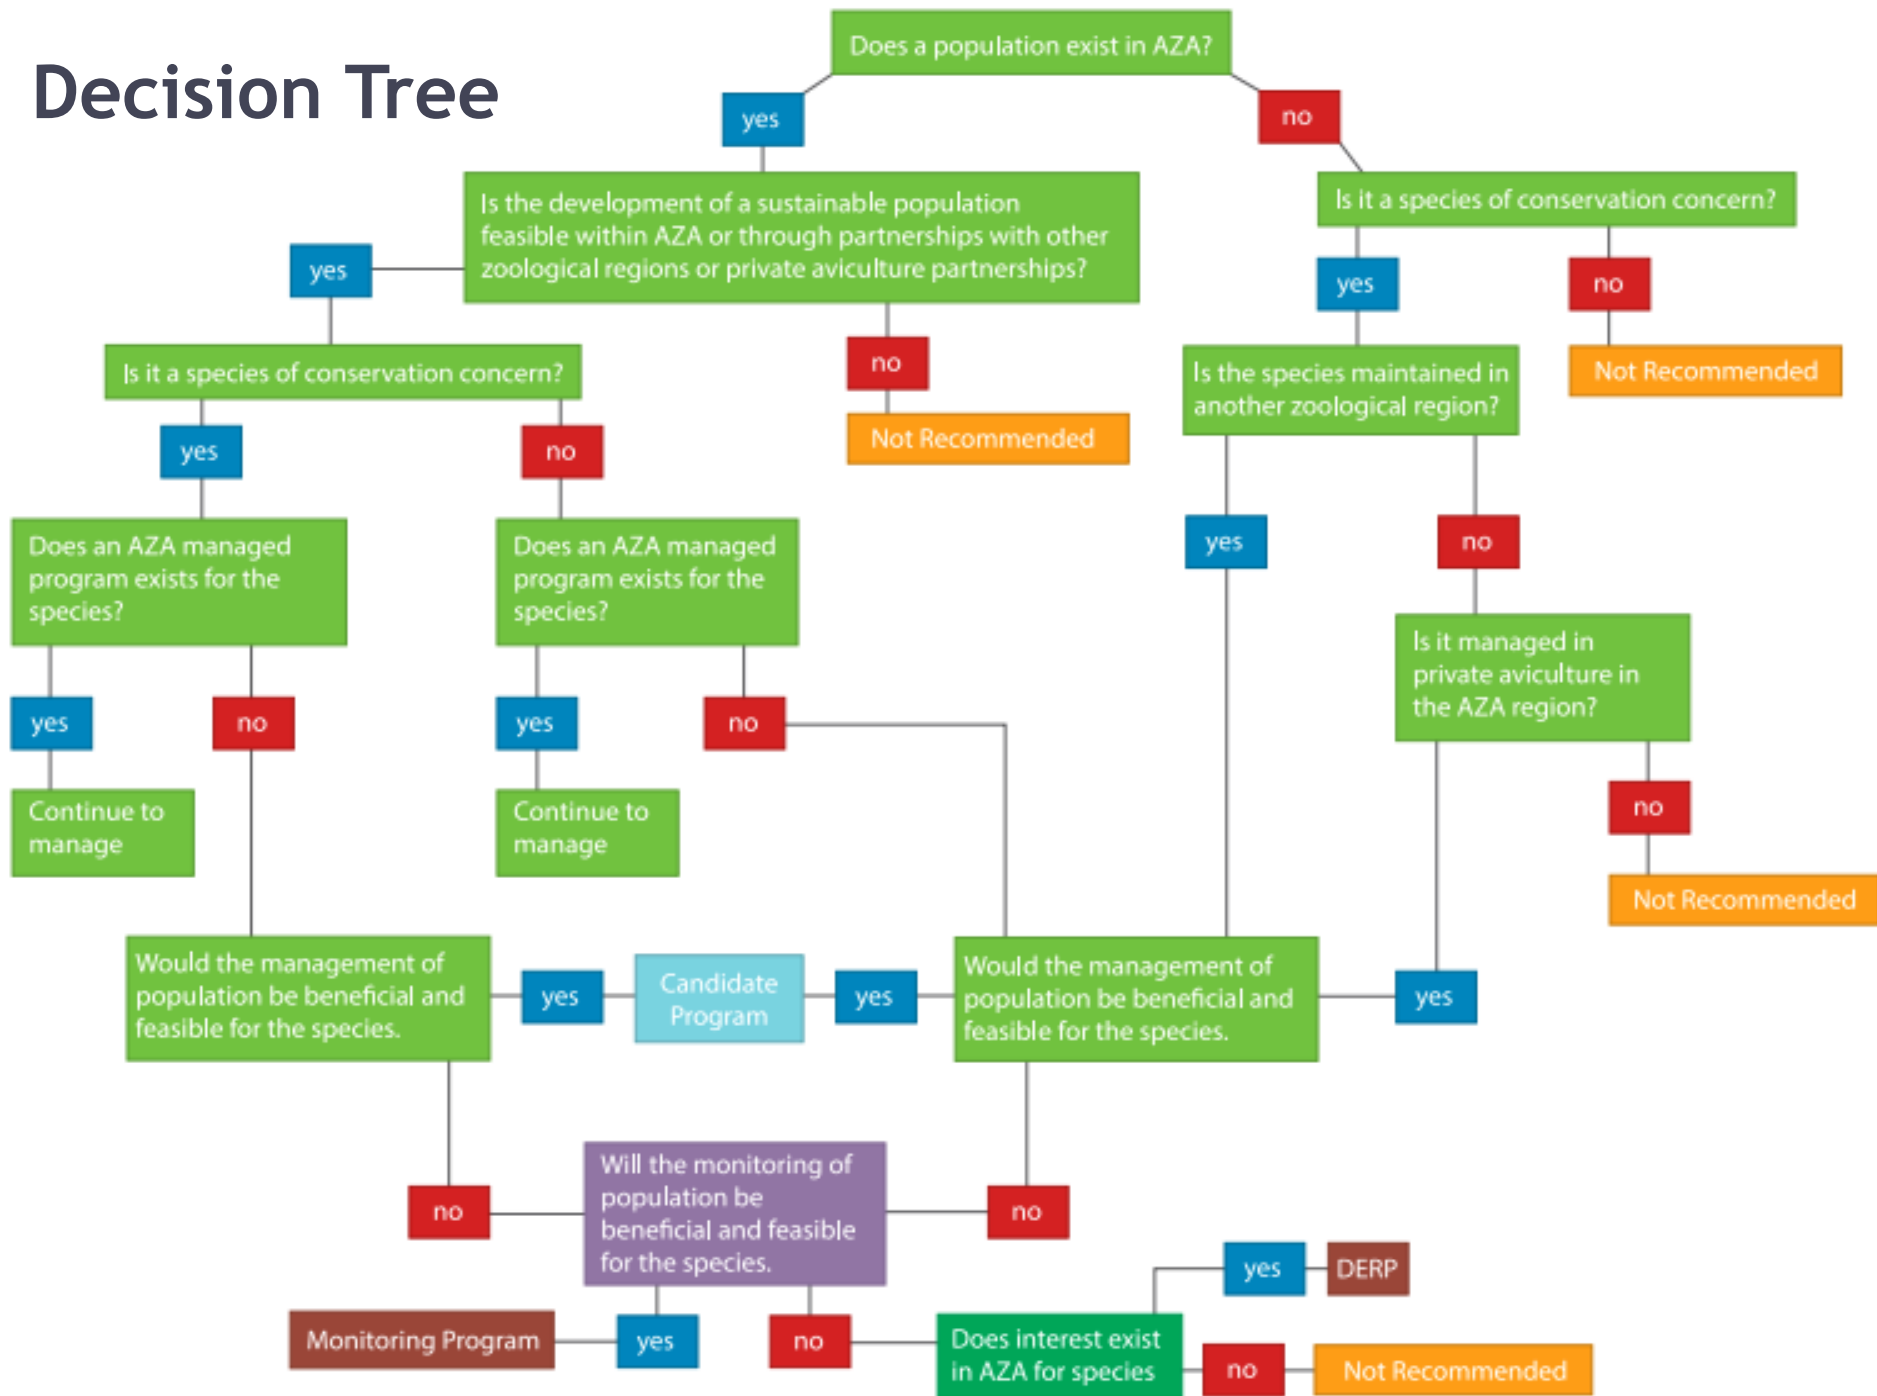 Decision Tree
Does a population exist in AZA?
yes
no
Is the development of a sustainable population
feasible within AZA or through partnerships with other
zoological regions or private aviculture partnerships?
Is it a species of conservation concern?
yes
yes
no
no
Is it a species of conservation concern?
Not Recommended
Is the species maintained in
another zoological region?
Not Recommended
yes
no
Does an AZA managed
program exists for the
species?
Does an AZA managed
program exists for the
species?
yes
no
Is it managed in
private aviculture in
the AZA region?
yes
no
yes
no
no
Continue to
manage
Continue to
manage
Not Recommended
Would the management of
population be beneficial and
feasible for the species.
yes
Candidate
Program
yes
Would the management of
population be beneficial and
feasible for the species.
yes
Will the monitoring of
population be
beneficial and feasible
for the species.
no
no
yes
DERP
Monitoring Program
yes
no
Does interest exist
in AZA for species
no
Not Recommended